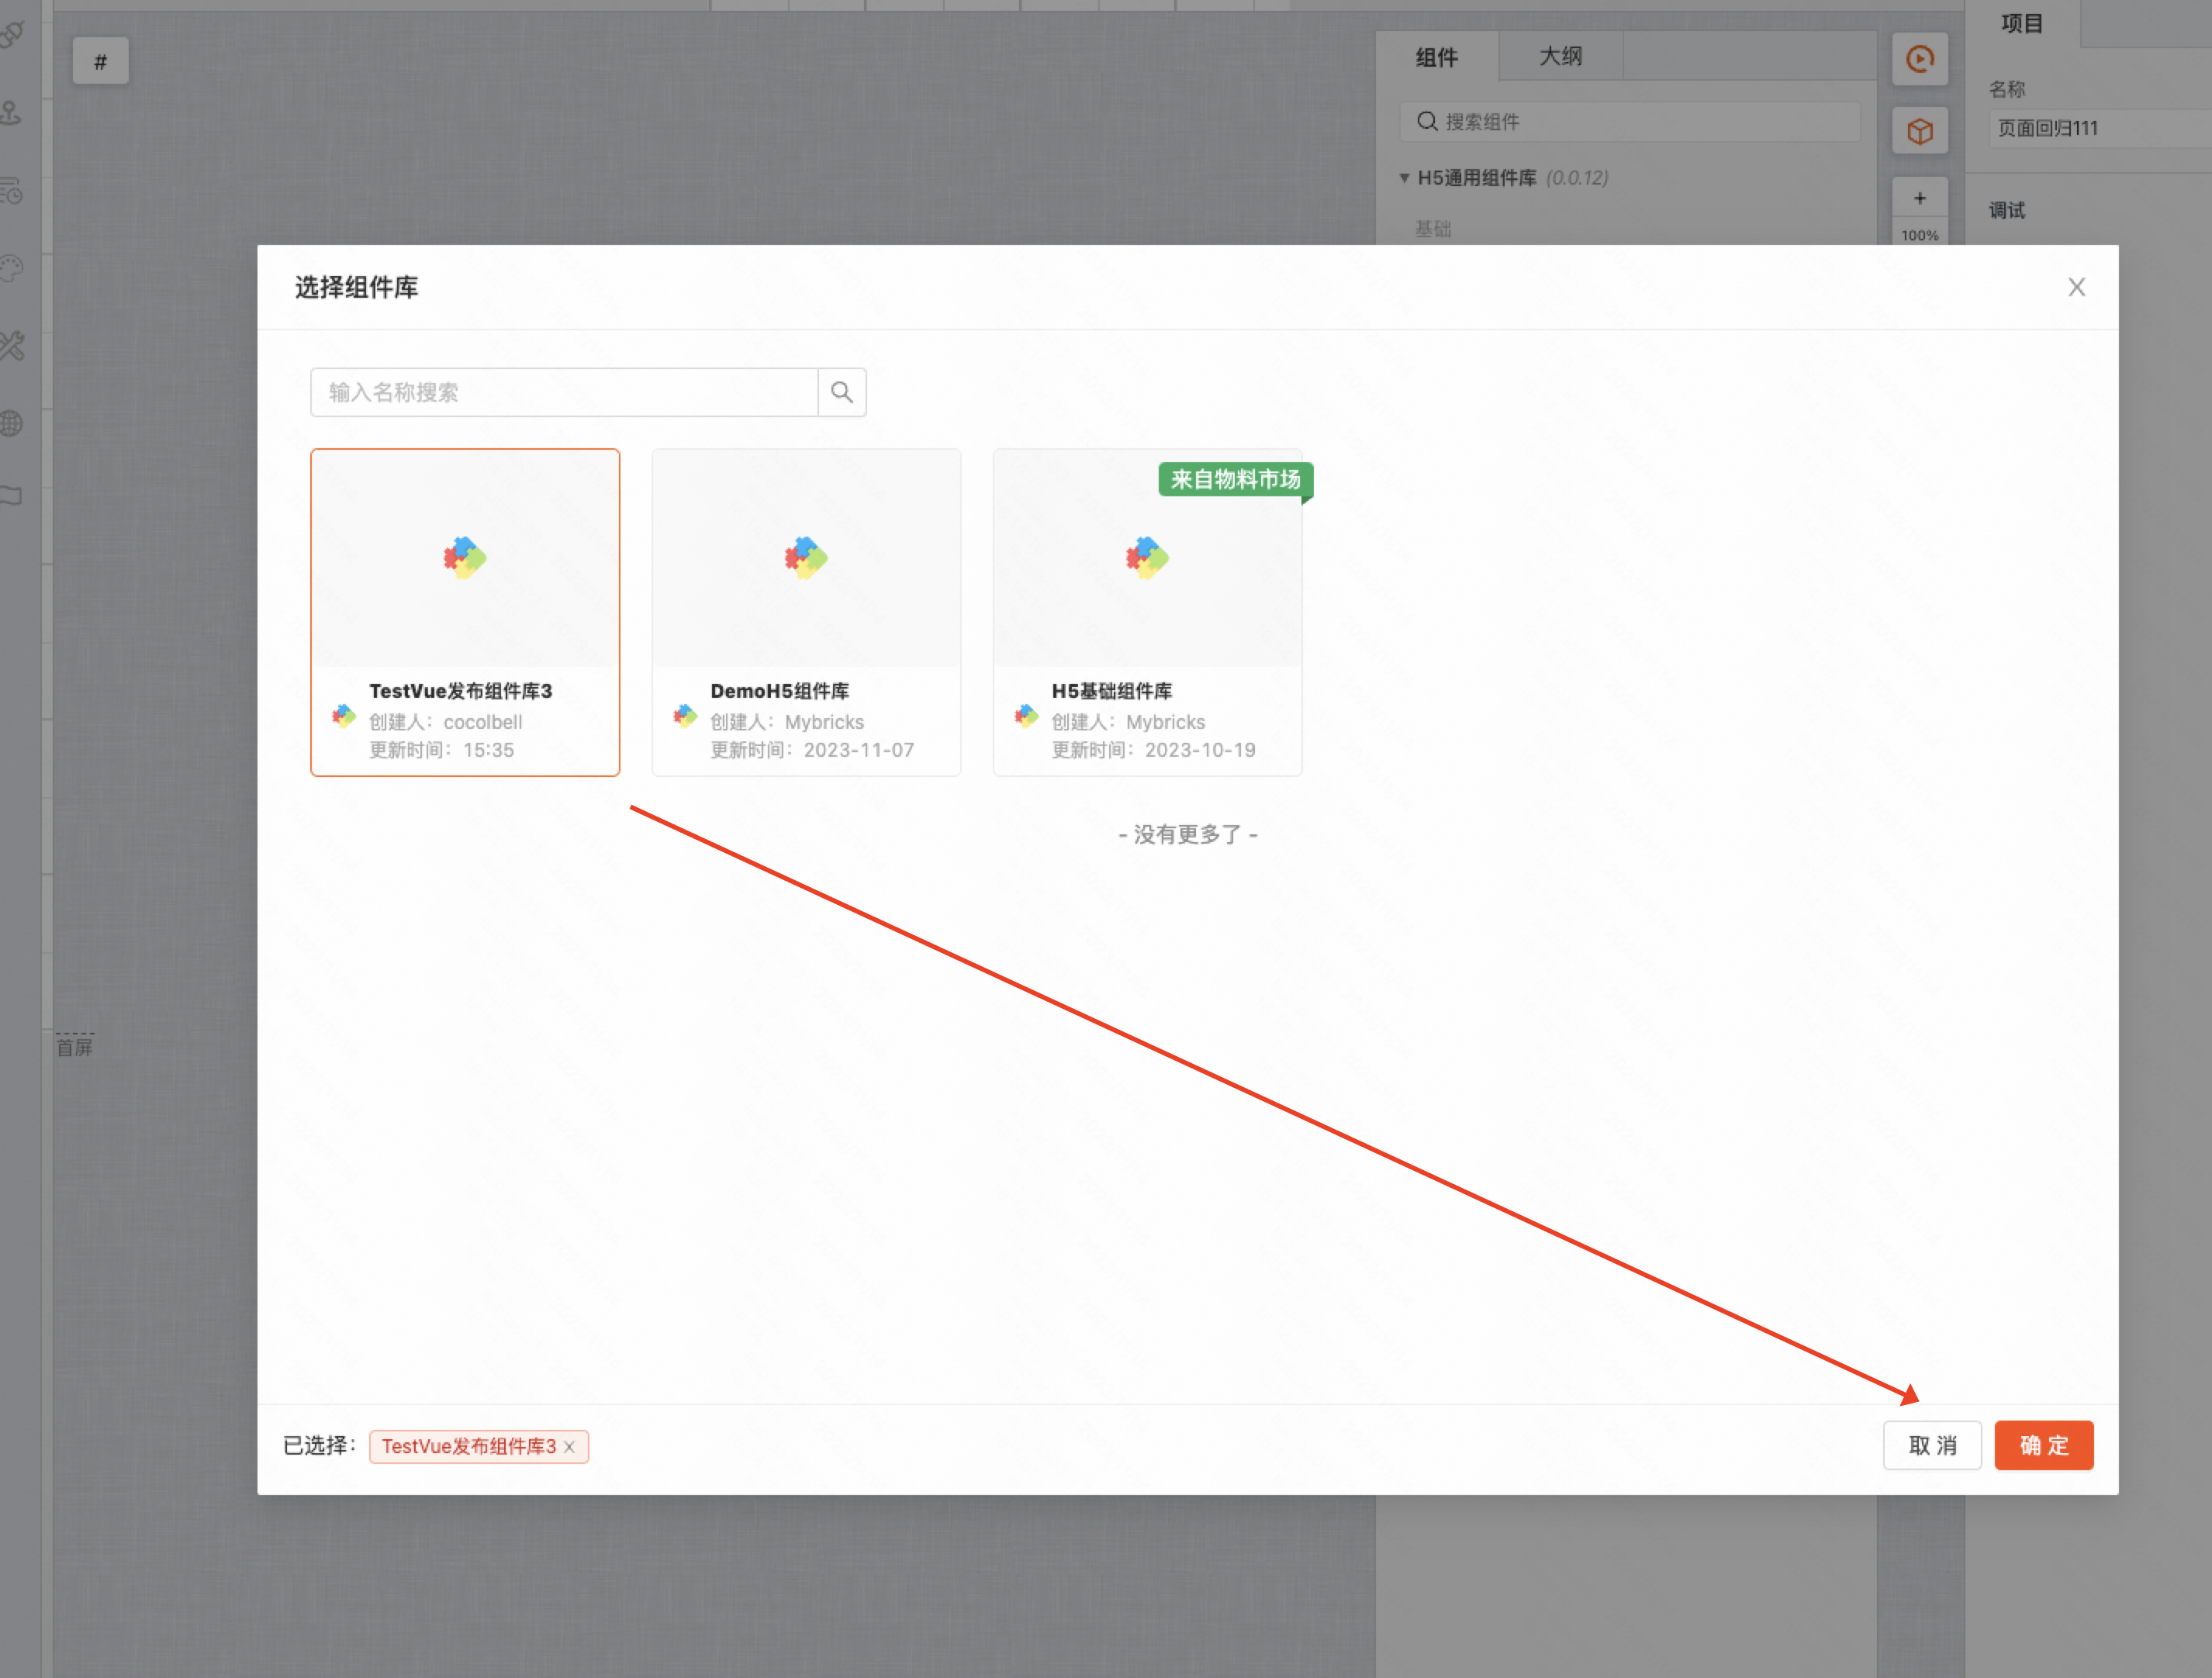 #
组件
大纲
搜索组件
H5通用组件库 (0.0.12)
基础
+
100%
项目
名称
页面回归111
调试
首屏
选择组件库
X
输入名称搜索
TestVue发布组件库3
创建人：cocolbell
更新时间：15:35
DemoH5组件库
创建人：Mybricks
更新时间：2023-11-07
来自物料市场
H5基础组件库
创建人：Mybricks
更新时间：2023-10-19
- 没有更多了 -
已选择：
TestVue发布组件库3 ×
取 消
确 定